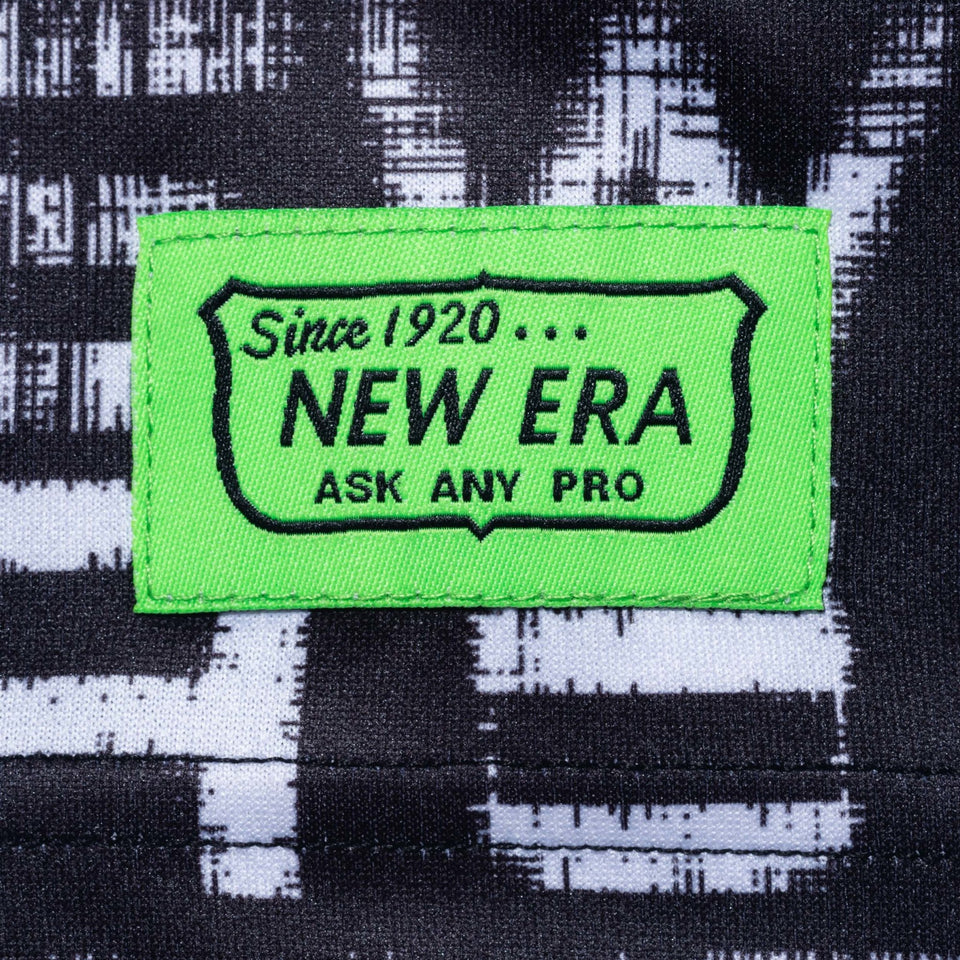 Since 1920...
NEW ERA
ASK ANY PRO